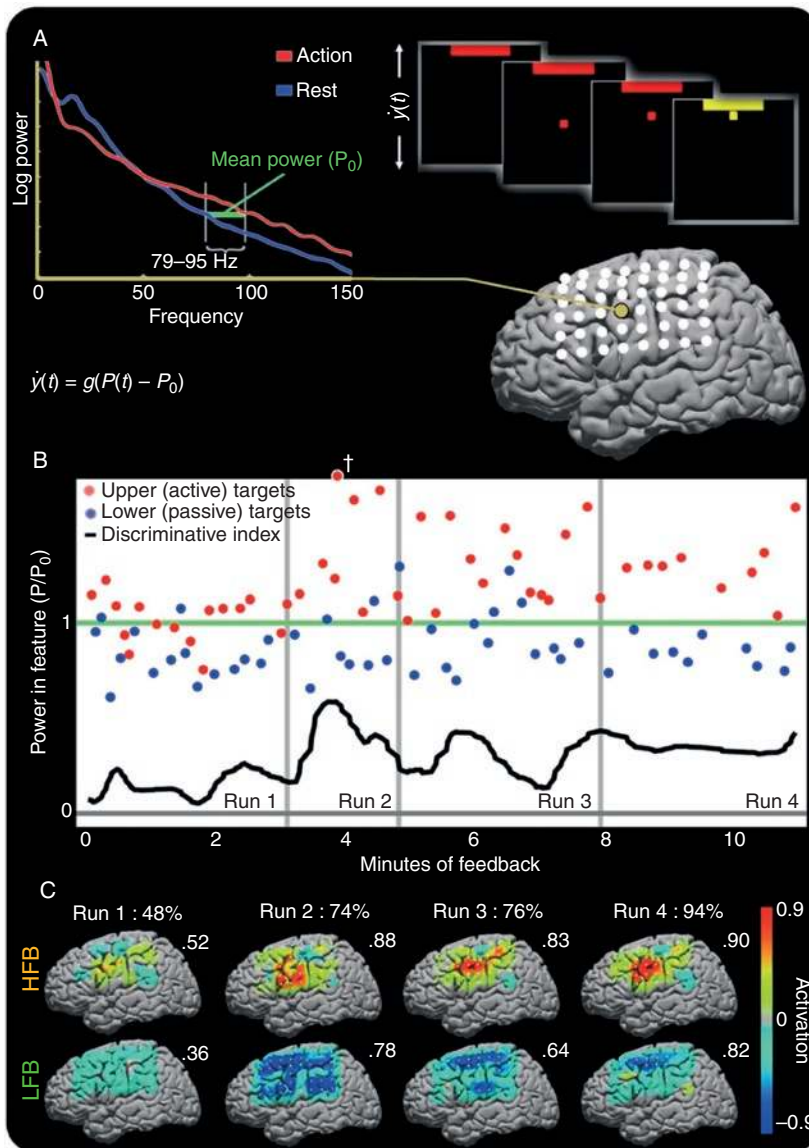 A
Action
Rest
ẏ(t)
Log power
Mean power (P₀)
79–95 Hz
0 50 100 150
Frequency
ẏ(t) = g(P(t) – P₀)
B
†
Upper (active) targets
Lower (passive) targets
Discriminative index
Power in feature (P/P₀)
1
0
Run 1 Run 2 Run 3 Run 4
0 2 4 6 8 10
Minutes of feedback
C
Run 1 : 48% Run 2 : 74% Run 3 : 76% Run 4 : 94%
0.9
HFB
.52 .88 .83 .90
0
Activation
LFB
.36 .78 .64 .82
–0.9